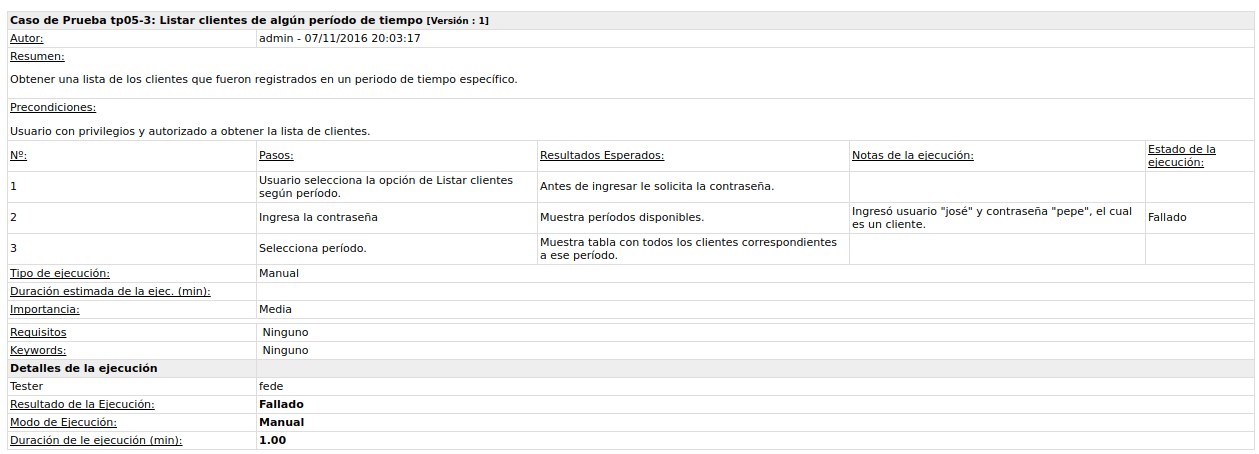 Caso de Prueba tp05-3: Listar clientes de algún período de tiempo [Versión : 1]
Autor: admin - 07/11/2016 20:03:17
Resumen:
Obtener una lista de los clientes que fueron registrados en un periodo de tiempo específico.
Precondiciones:
Usuario con privilegios y autorizado a obtener la lista de clientes.
Nº: Pasos: Resultados Esperados: Notas de la ejecución: Estado de la
ejecución:
1 Usuario selecciona la opción de Listar clientes
según período. Antes de ingresar le solicita la contraseña.
2 Ingresa la contraseña Muestra períodos disponibles. Ingresó usuario "josé" y contraseña "pepe", el cual
es un cliente. Fallado
3 Selecciona período. Muestra tabla con todos los clientes correspondientes
a ese período.
Tipo de ejecución: Manual
Duración estimada de la ejec. (min):
Importancia: Media
Requisitos Ninguno
Keywords: Ninguno
Detalles de la ejecución
Tester fede
Resultado de la Ejecución: Fallado
Modo de Ejecución: Manual
Duración de le ejecución (min): 1.00